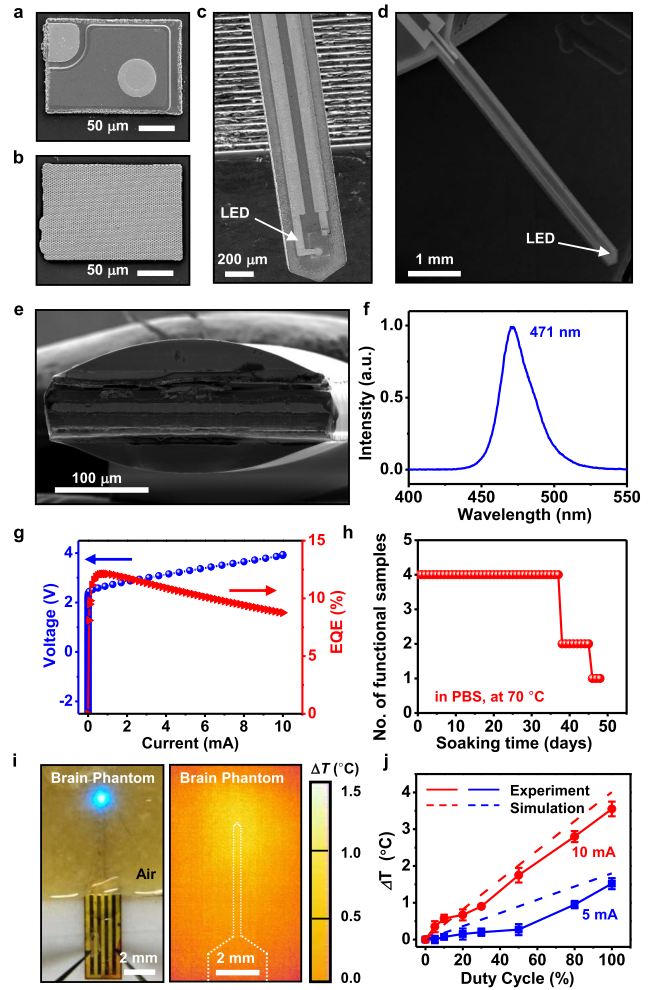 a
50 μm
b
50 μm
c
LED
200 μm
d
LED
1 mm
e
100 μm
f
471 nm
1.0
0.5
0.0
Intensity (a.u.)
400 450 500 550
Wavelength (nm)
g
4
2
0
-2
Voltage (V)
15
10
5
0
EQE (%)
0 2 4 6 8 10
Current (mA)
h
5
4
3
2
1
0
No. of functional samples
in PBS, at 70 °C
0 10 20 30 40 50
Soaking time (days)
i
Brain Phantom
Air
2 mm
Brain Phantom
2 mm
ΔT (°C)
1.5
1.0
0.5
0.0
j
Experiment
Simulation
4
3
2
1
0
ΔT (°C)
10 mA
5 mA
0 20 40 60 80 100
Duty Cycle (%)